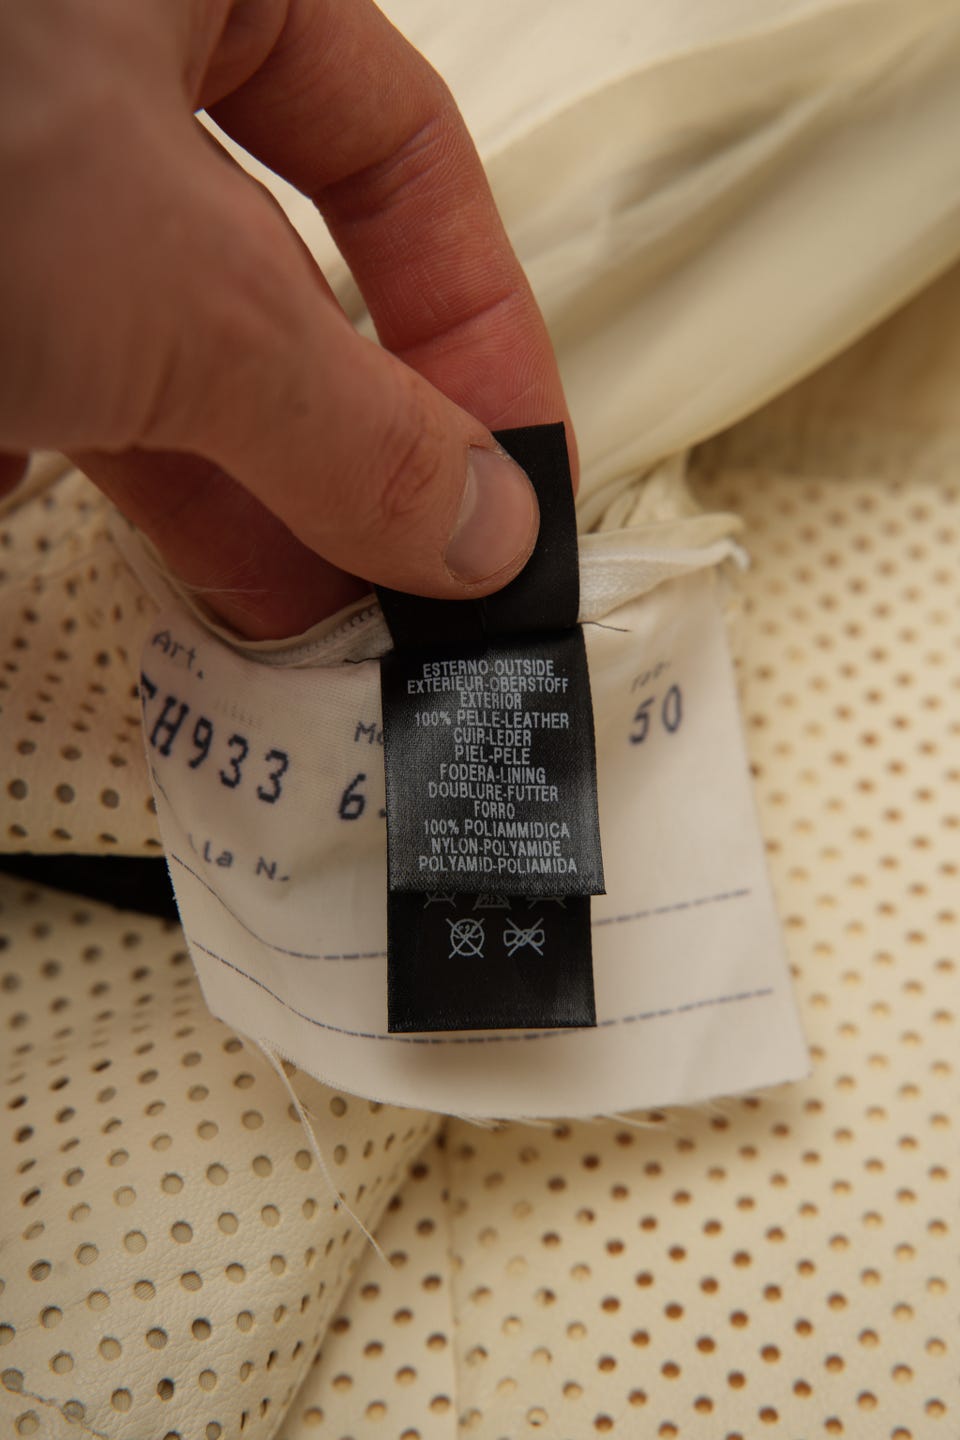 Art.
H933
6.
50
la N.
ESTERNO-OUTSIDE
EXTERIEUR-OBERSTOFF
EXTERIOR
100% PELLE-LEATHER
CUIR-LEDER
PIEL-PELE
FODERA-LINING
DOUBLURE-FUTTER
FORRO
100% POLIAMMIDICA
NYLON-POLYAMIDE
POLYAMID-POLIAMIDA